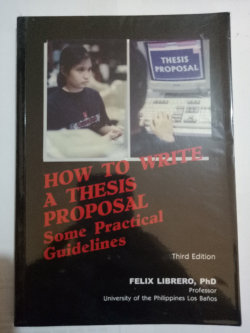 THESIS
PROPOSAL
HOW TO WRITE
A THESIS
PROPOSAL
Some Practical
Guidelines
Third Edition
FELIX LIBRERO, PhD
Professor
University of the Philippines Los Baños